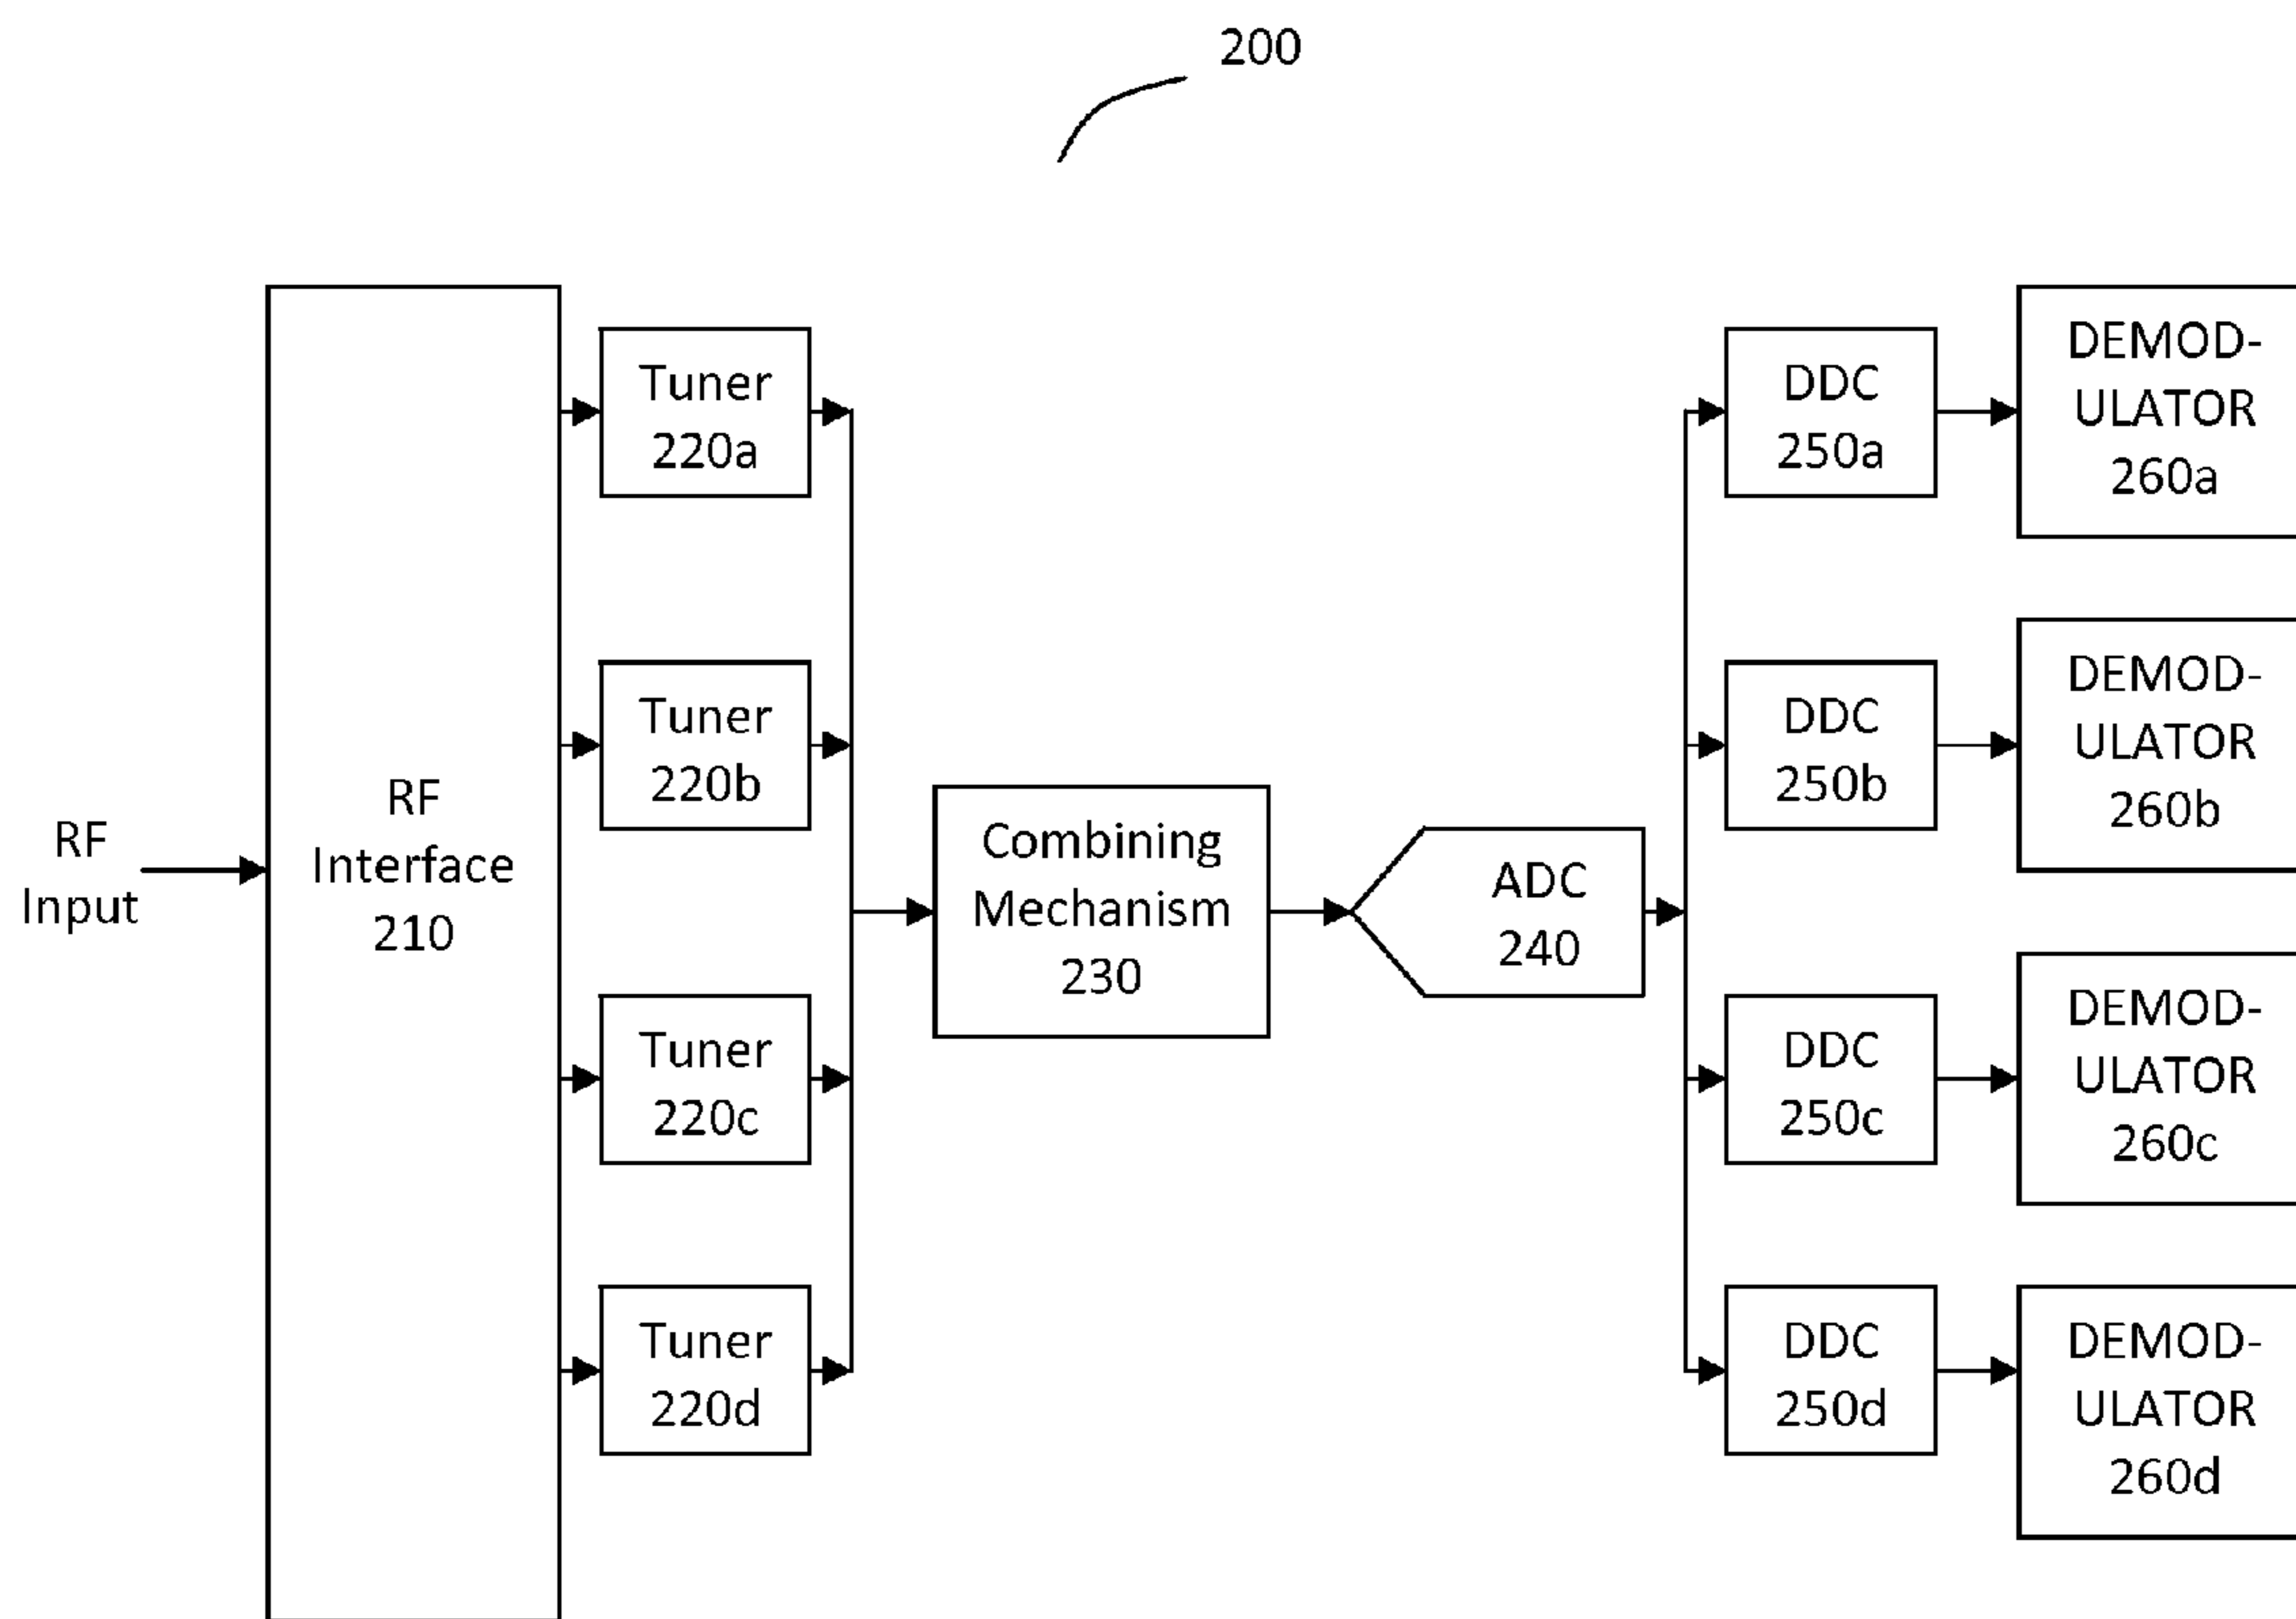 200
RF
Input
RF
Interface
210
Tuner
220a
Tuner
220b
Tuner
220c
Tuner
220d
Combining
Mechanism
230
ADC
240
DDC
250a
DDC
250b
DDC
250c
DDC
250d
DEMOD-
ULATOR
260a
DEMOD-
ULATOR
260b
DEMOD-
ULATOR
260c
DEMOD-
ULATOR
260d